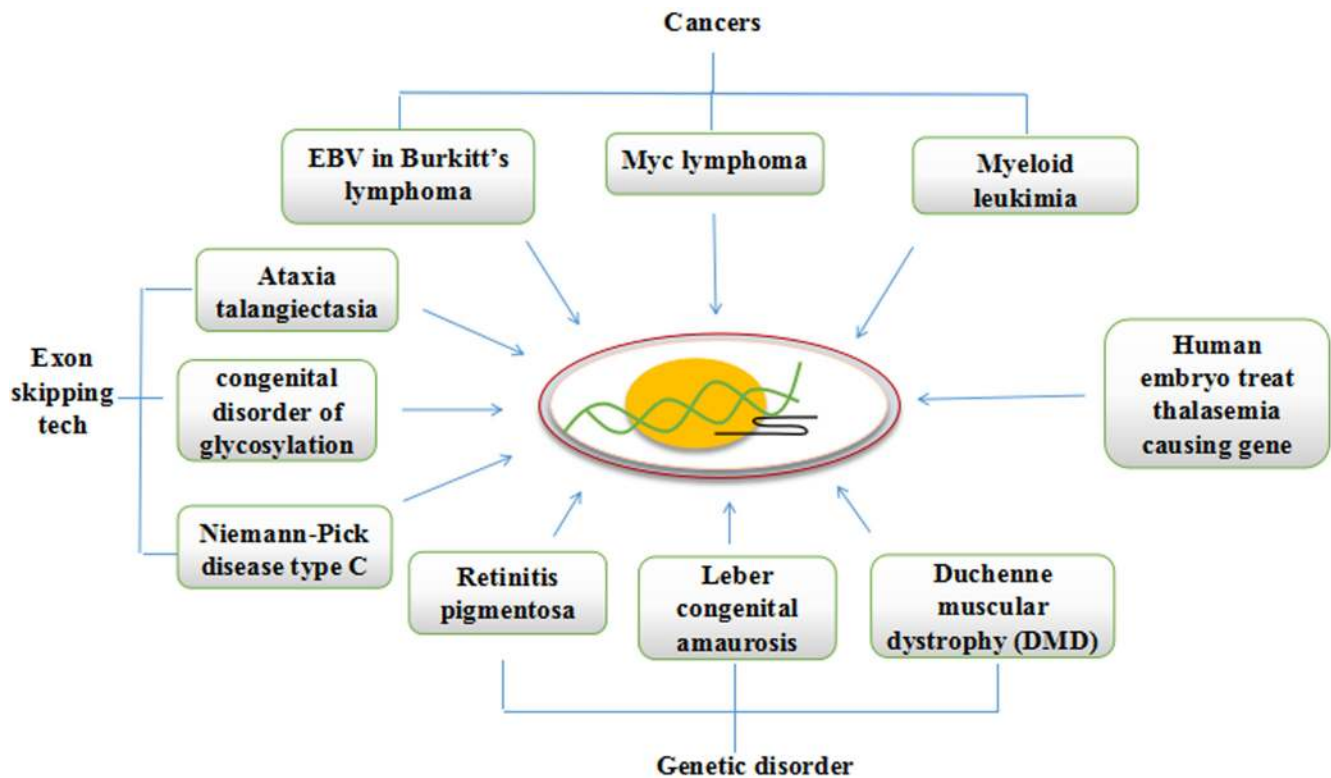 Cancers
EBV in Burkitt's
lymphoma
Myc lymphoma
Myeloid
leukimia
Ataxia
talangiectasia
Exon
skipping
tech
congenital
disorder of
glycosylation
Niemann-Pick
disease type C
Human
embryo treat
thalasemia
causing gene
Retinitis
pigmentosa
Leber
congenital
amaurosis
Duchenne
muscular
dystrophy (DMD)
Genetic disorder